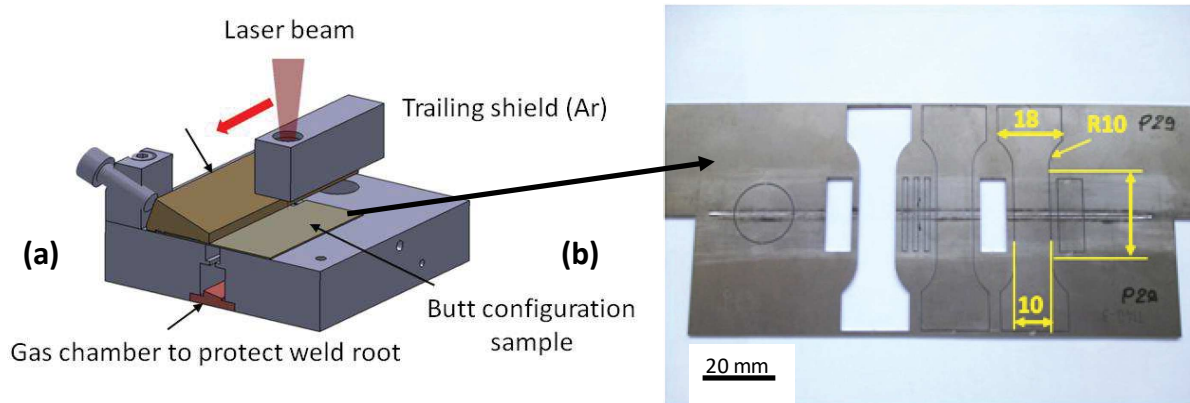 Laser beam
Trailing shield (Ar)
(a)
Butt configuration
sample
Gas chamber to protect weld root
(b)
18
R10
P29
10
P29
20 mm